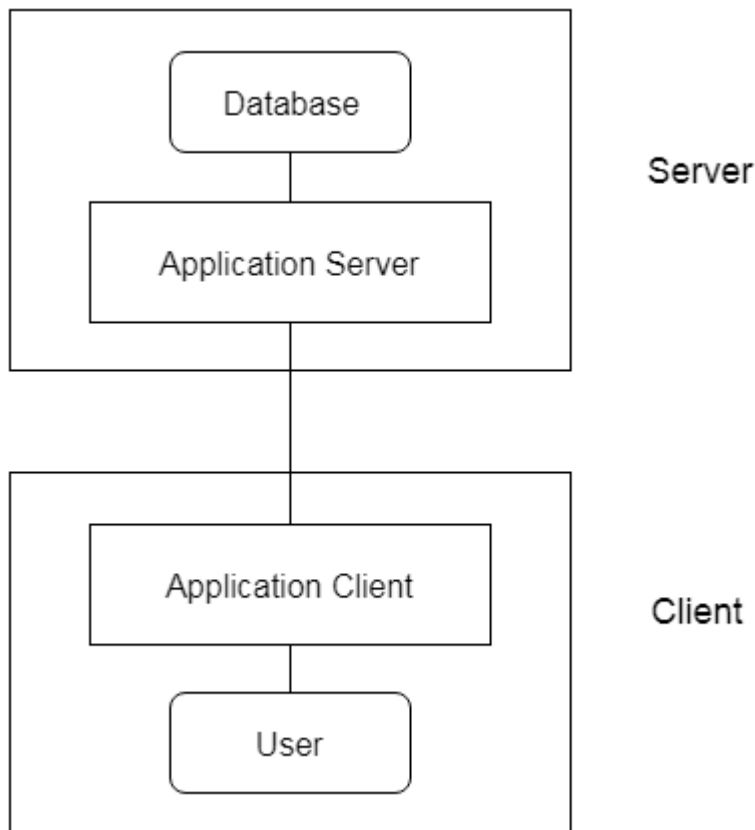 Database
Server
Application Server
Application Client
Client
User